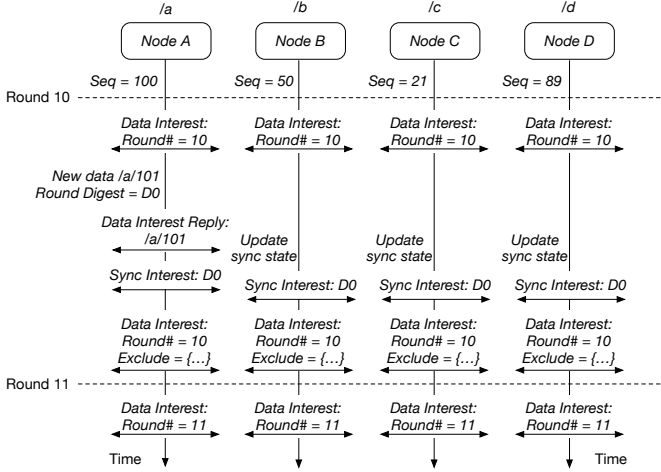 /a /b /c /d
Node A Node B Node C Node D
Seq = 100 Seq = 50 Seq = 21 Seq = 89
Round 10
Data Interest: Data Interest: Data Interest: Data Interest:
Round# = 10 Round# = 10 Round# = 10 Round# = 10
New data /a/101
Round Digest = D0
Data Interest Reply:
/a/101
Update Update Update
sync state sync state sync state
Sync Interest: D0
Sync Interest: D0 Sync Interest: D0 Sync Interest: D0
Data Interest: Data Interest: Data Interest: Data Interest:
Round# = 10 Round# = 10 Round# = 10 Round# = 10
Exclude = {...} Exclude = {...} Exclude = {...} Exclude = {...}
Round 11
Data Interest: Data Interest: Data Interest: Data Interest:
Round# = 11 Round# = 11 Round# = 11 Round# = 11
Time Time